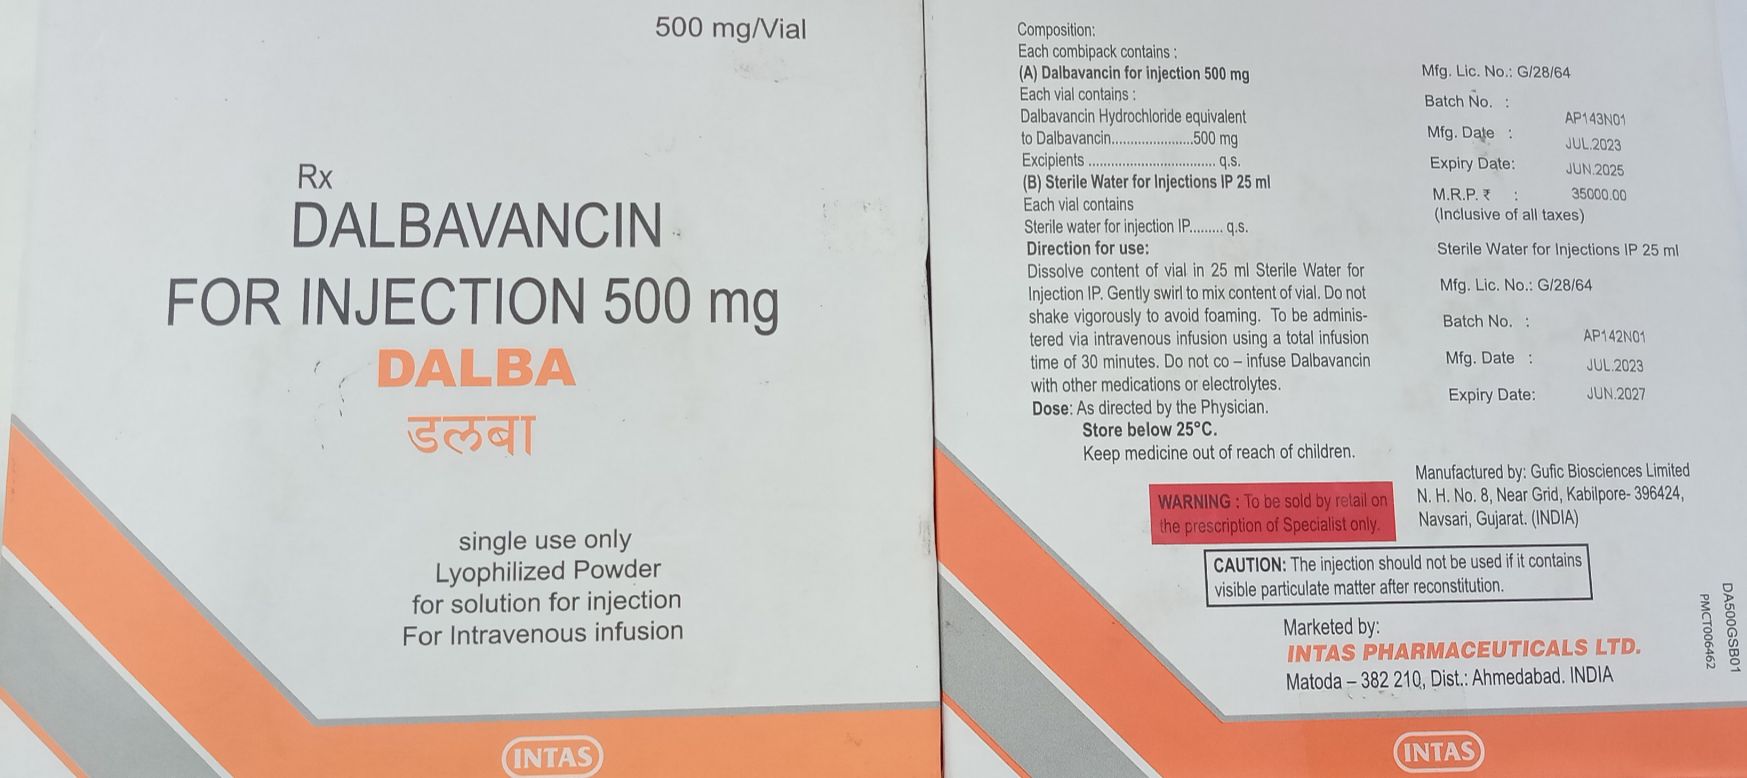 500 mg/Vial
Rx
DALBAVANCIN
FOR INJECTION 500 mg
DALBA
डलबा
single use only
Lyophilized Powder
for solution for injection
For Intravenous infusion
INTAS
Composition:
Each combipack contains :
(A) Dalbavancin for injection 500 mg
Each vial contains :
Dalbavancin Hydrochloride equivalent
to Dalbavancin......................500 mg
Excipients .................................. q.s.
(B) Sterile Water for Injections IP 25 ml
Each vial contains
Sterile water for injection IP......... q.s.
Direction for use:
Dissolve content of vial in 25 ml Sterile Water for
Injection IP. Gently swirl to mix content of vial. Do not
shake vigorously to avoid foaming. To be adminis-
tered via intravenous infusion using a total infusion
time of 30 minutes. Do not co – infuse Dalbavancin
with other medications or electrolytes.
Dose: As directed by the Physician.
Store below 25°C.
Keep medicine out of reach of children.
WARNING : To be sold by retail on
the prescription of Specialist only.
Mfg. Lic. No.: G/28/64
Batch No. : AP143N01
Mfg. Date : JUL.2023
Expiry Date: JUN.2025
M.R.P. ₹ : 35000.00
(Inclusive of all taxes)
Sterile Water for Injections IP 25 ml
Mfg. Lic. No.: G/28/64
Batch No. : AP142N01
Mfg. Date : JUL.2023
Expiry Date: JUN.2027
Manufactured by: Gufic Biosciences Limited
N. H. No. 8, Near Grid, Kabilpore- 396424,
Navsari, Gujarat. (INDIA)
CAUTION: The injection should not be used if it contains
visible particulate matter after reconstitution.
Marketed by:
INTAS PHARMACEUTICALS LTD.
Matoda – 382 210, Dist.: Ahmedabad. INDIA
DA500GSB01
PMCT006462
INTAS